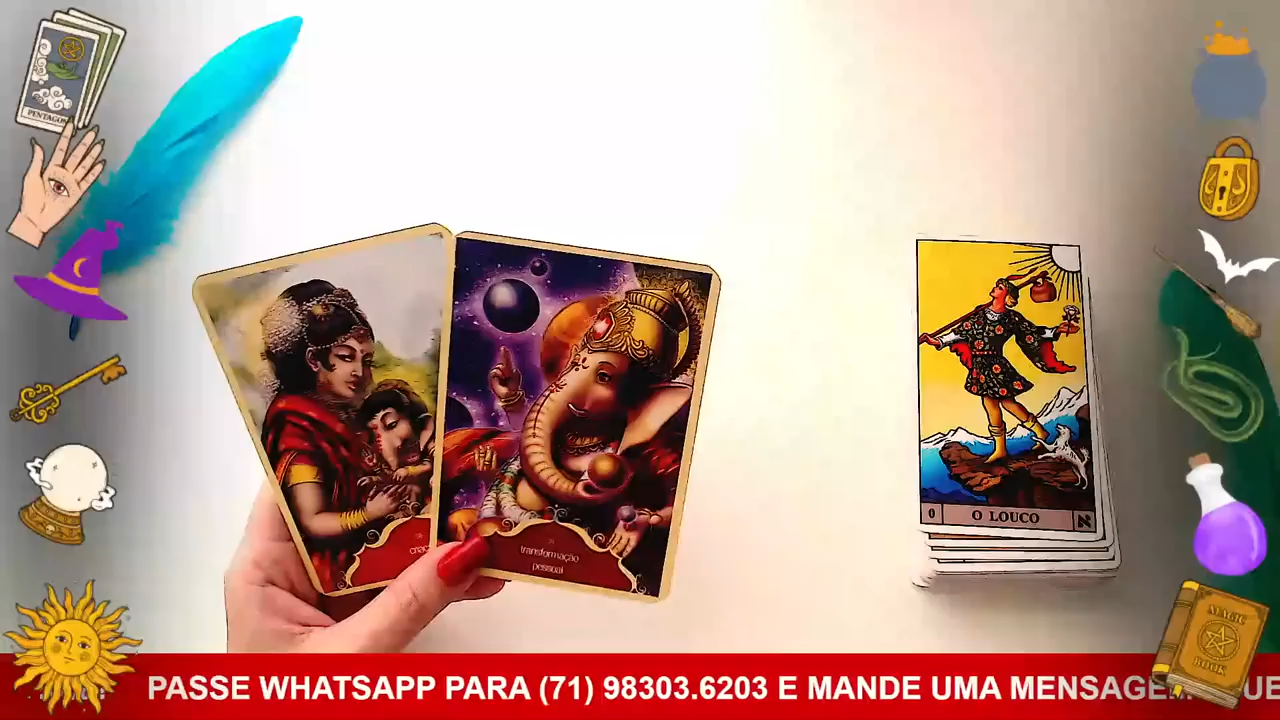 PENTAGON
transformação
pessoal
0 O LOUCO א
MAGIC
BOOK
PASSE WHATSAPP PARA (71) 98303.6203 E MANDE UMA MENSAGEM